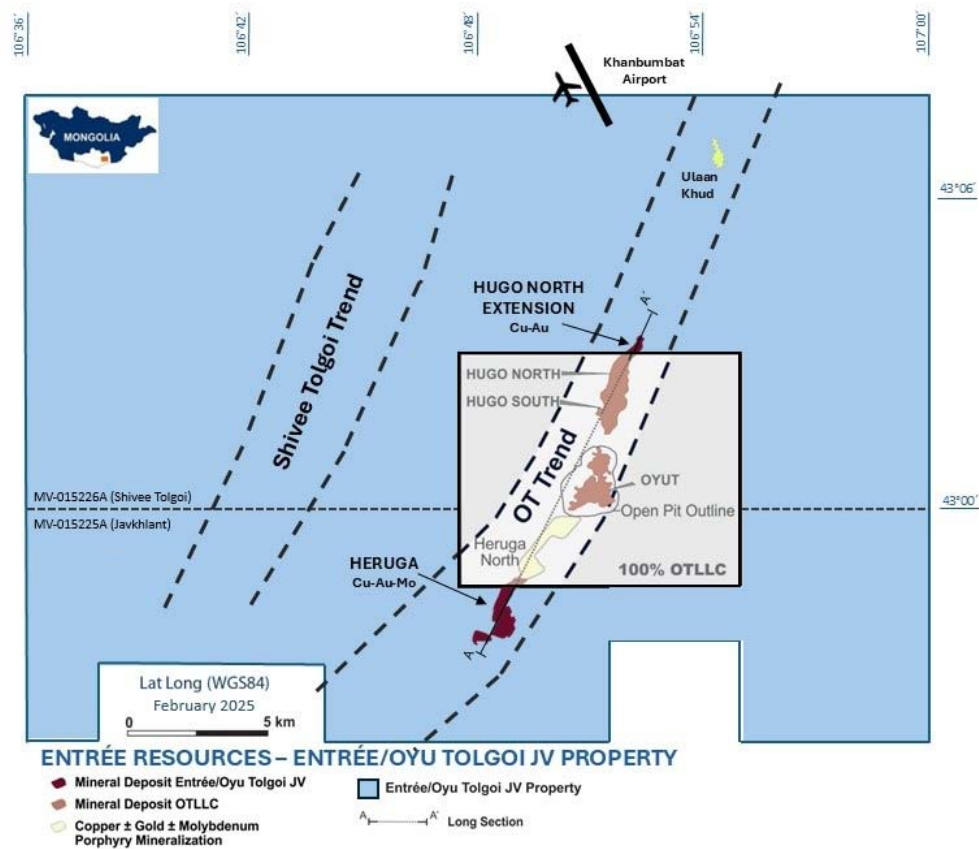 106°36´
106°42´
106°48´
106°54´
107°00´
Khanbumbat
Airport
MONGOLIA
Ulaan
Khud
43°06´
HUGO NORTH
EXTENSION
Cu-Au
A´
Shivee Tolgoi Trend
HUGO NORTH
HUGO SOUTH
OT Trend
OYUT
Open Pit Outline
MV-015226A (Shivee Tolgoi)
43°00´
MV-015225A (Javkhlant)
Heruga
North
HERUGA
Cu-Au-Mo
100% OTLLC
A
Lat Long (WGS84)
February 2025
0 5 km
ENTRÉE RESOURCES – ENTRÉE/OYU TOLGOI JV PROPERTY
Mineral Deposit Entrée/Oyu Tolgoi JV
Mineral Deposit OTLLC
Copper ± Gold ± Molybdenum
Porphyry Mineralization
Entrée/Oyu Tolgoi JV Property
A A´ Long Section